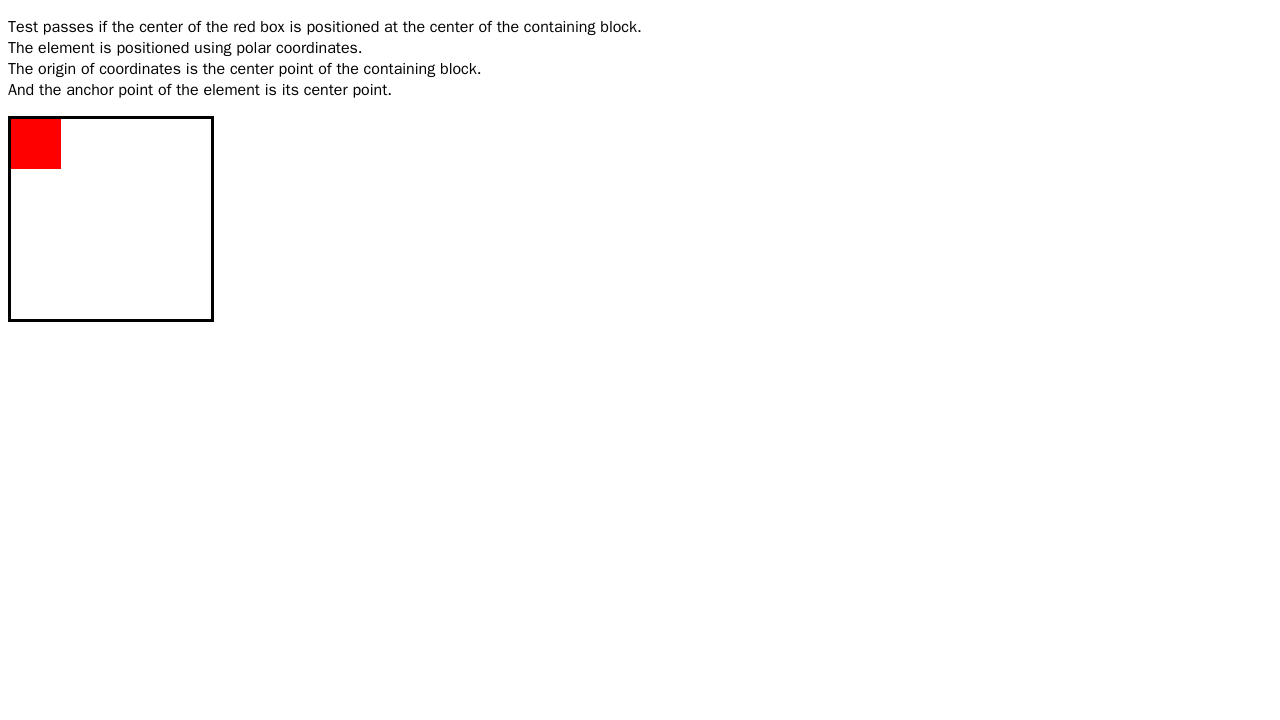 Test passes if the center of the red box is positioned at the center of the containing block.
The element is positioned using polar coordinates.
The origin of coordinates is the center point of the containing block.
And the anchor point of the element is its center point.